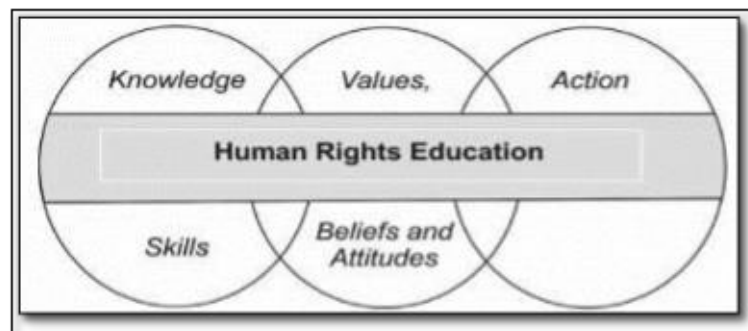 Knowledge Values, Action
Human Rights Education
Skills Beliefs and
Attitudes